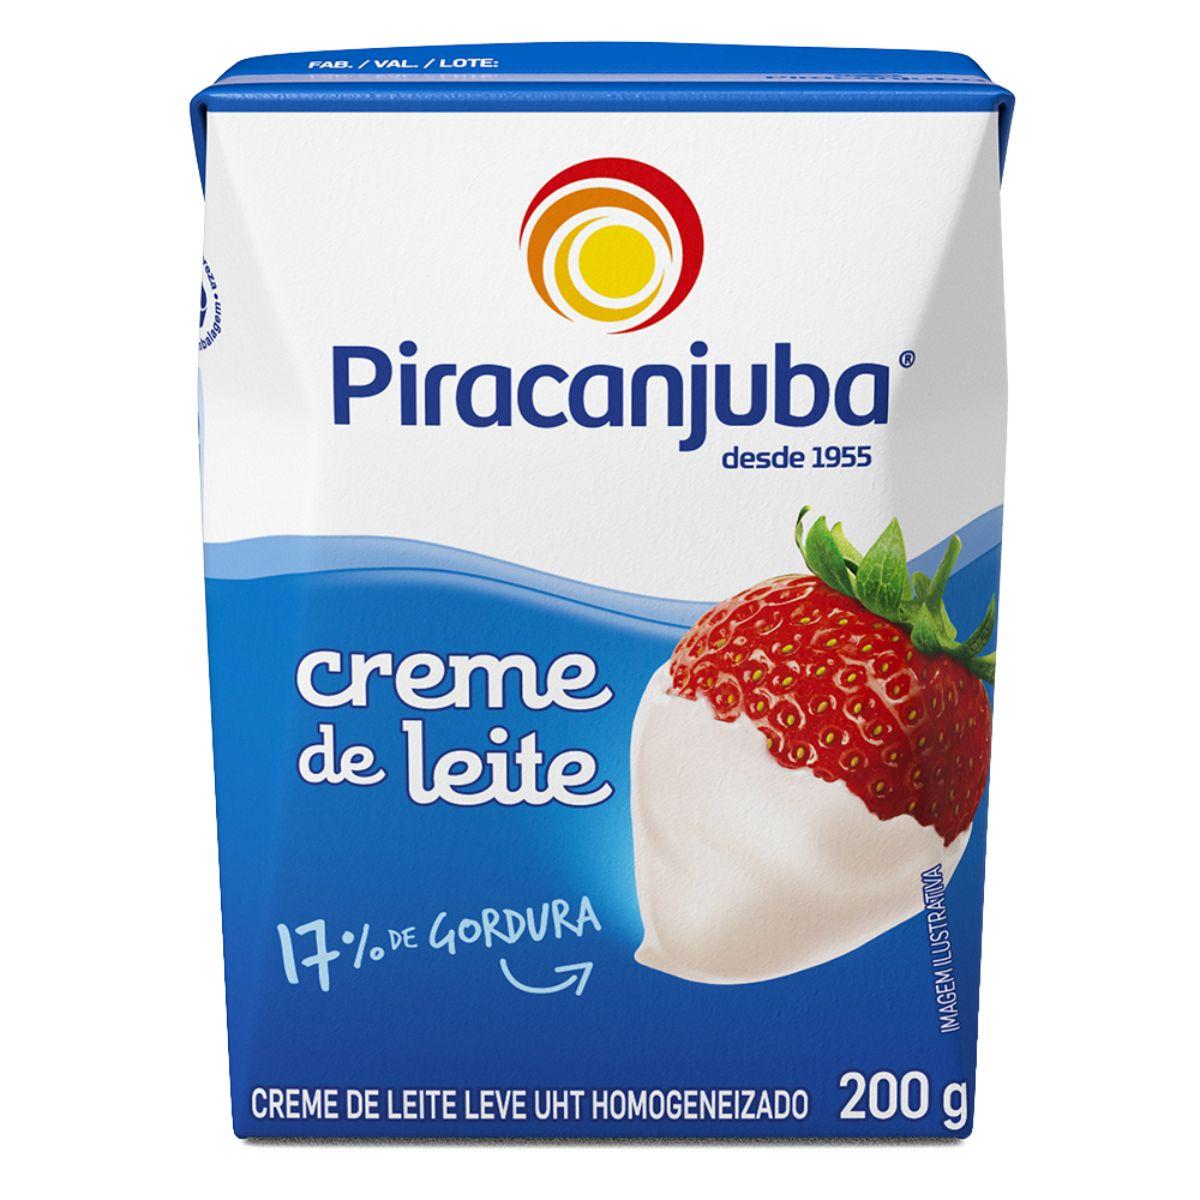 FAB. / VAL. / LOTE:
Piracanjuba
Piracanjuba®
desde 1955
creme
de leite
17% DE GORDURA
IMAGEM ILUSTRATIVA
CREME DE LEITE LEVE UHT HOMOGENEIZADO 200 g